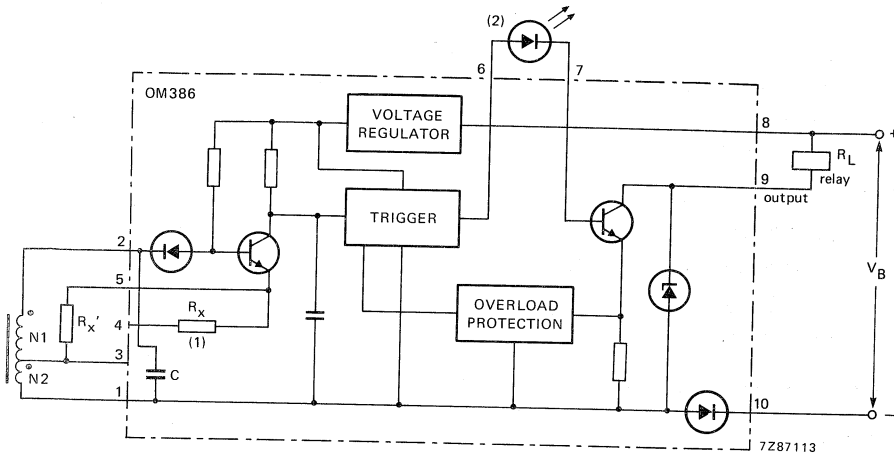 (2)
6 7
OM386
VOLTAGE
REGULATOR
8
+
R_L
relay
9
output
TRIGGER
2
5
R_x
R_x'
4
(1)
OVERLOAD
PROTECTION
V_B
N1
3
N2
C
1
10
−
7Z87113